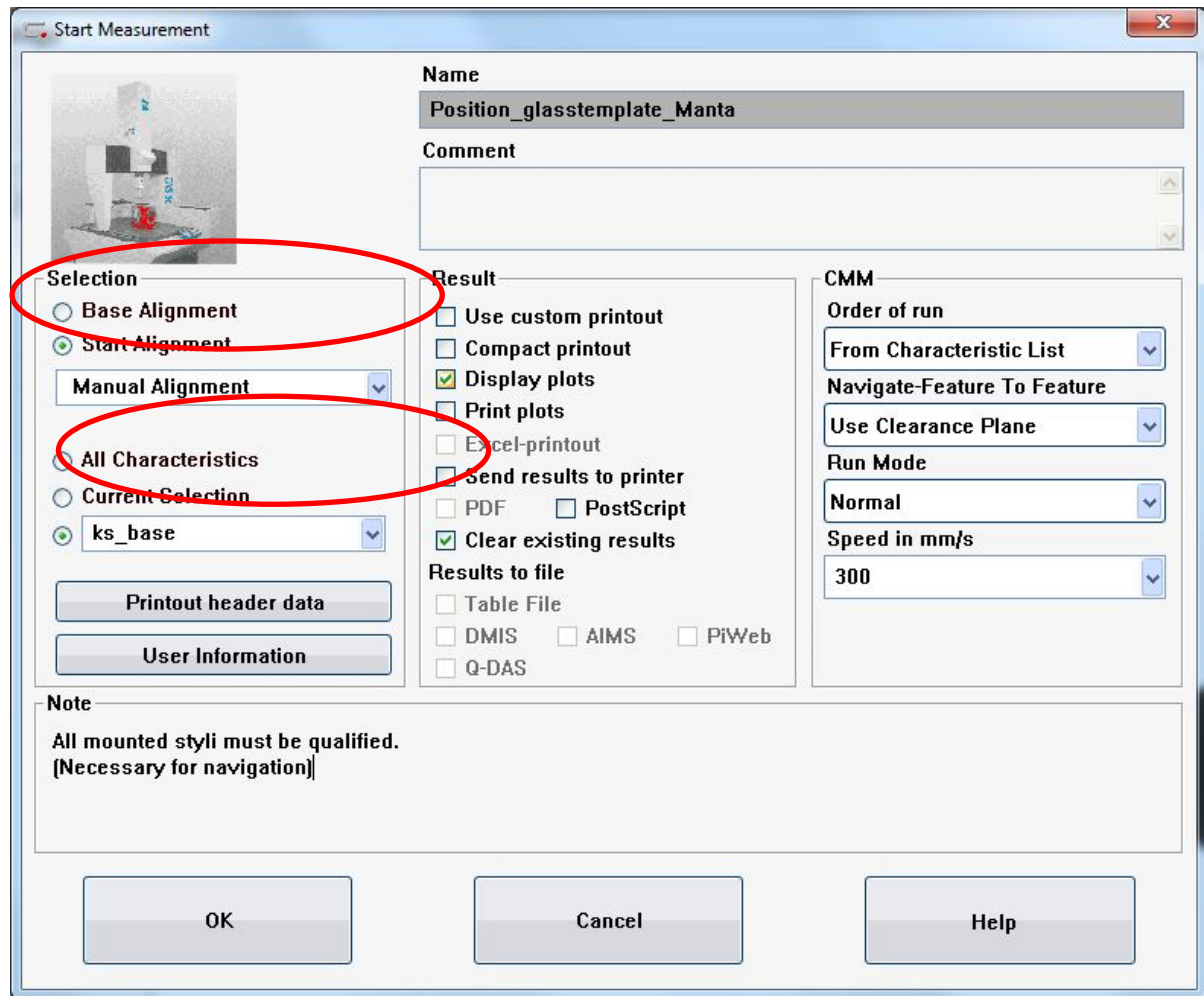 Start Measurement
Name
Position_glasstemplate_Manta
Comment
Selection
Base Alignment
Start Alignment
Manual Alignment
All Characteristics
Current Selection
ks_base
Printout header data
User Information
Result
Use custom printout
Compact printout
Display plots
Print plots
Excel-printout
Send results to printer
PDF PostScript
Clear existing results
Results to file
Table File
DMIS AIMS PiWeb
Q-DAS
CMM
Order of run
From Characteristic List
Navigate-Feature To Feature
Use Clearance Plane
Run Mode
Normal
Speed in mm/s
300
Note
All mounted styli must be qualified.
(Necessary for navigation)
OK Cancel Help